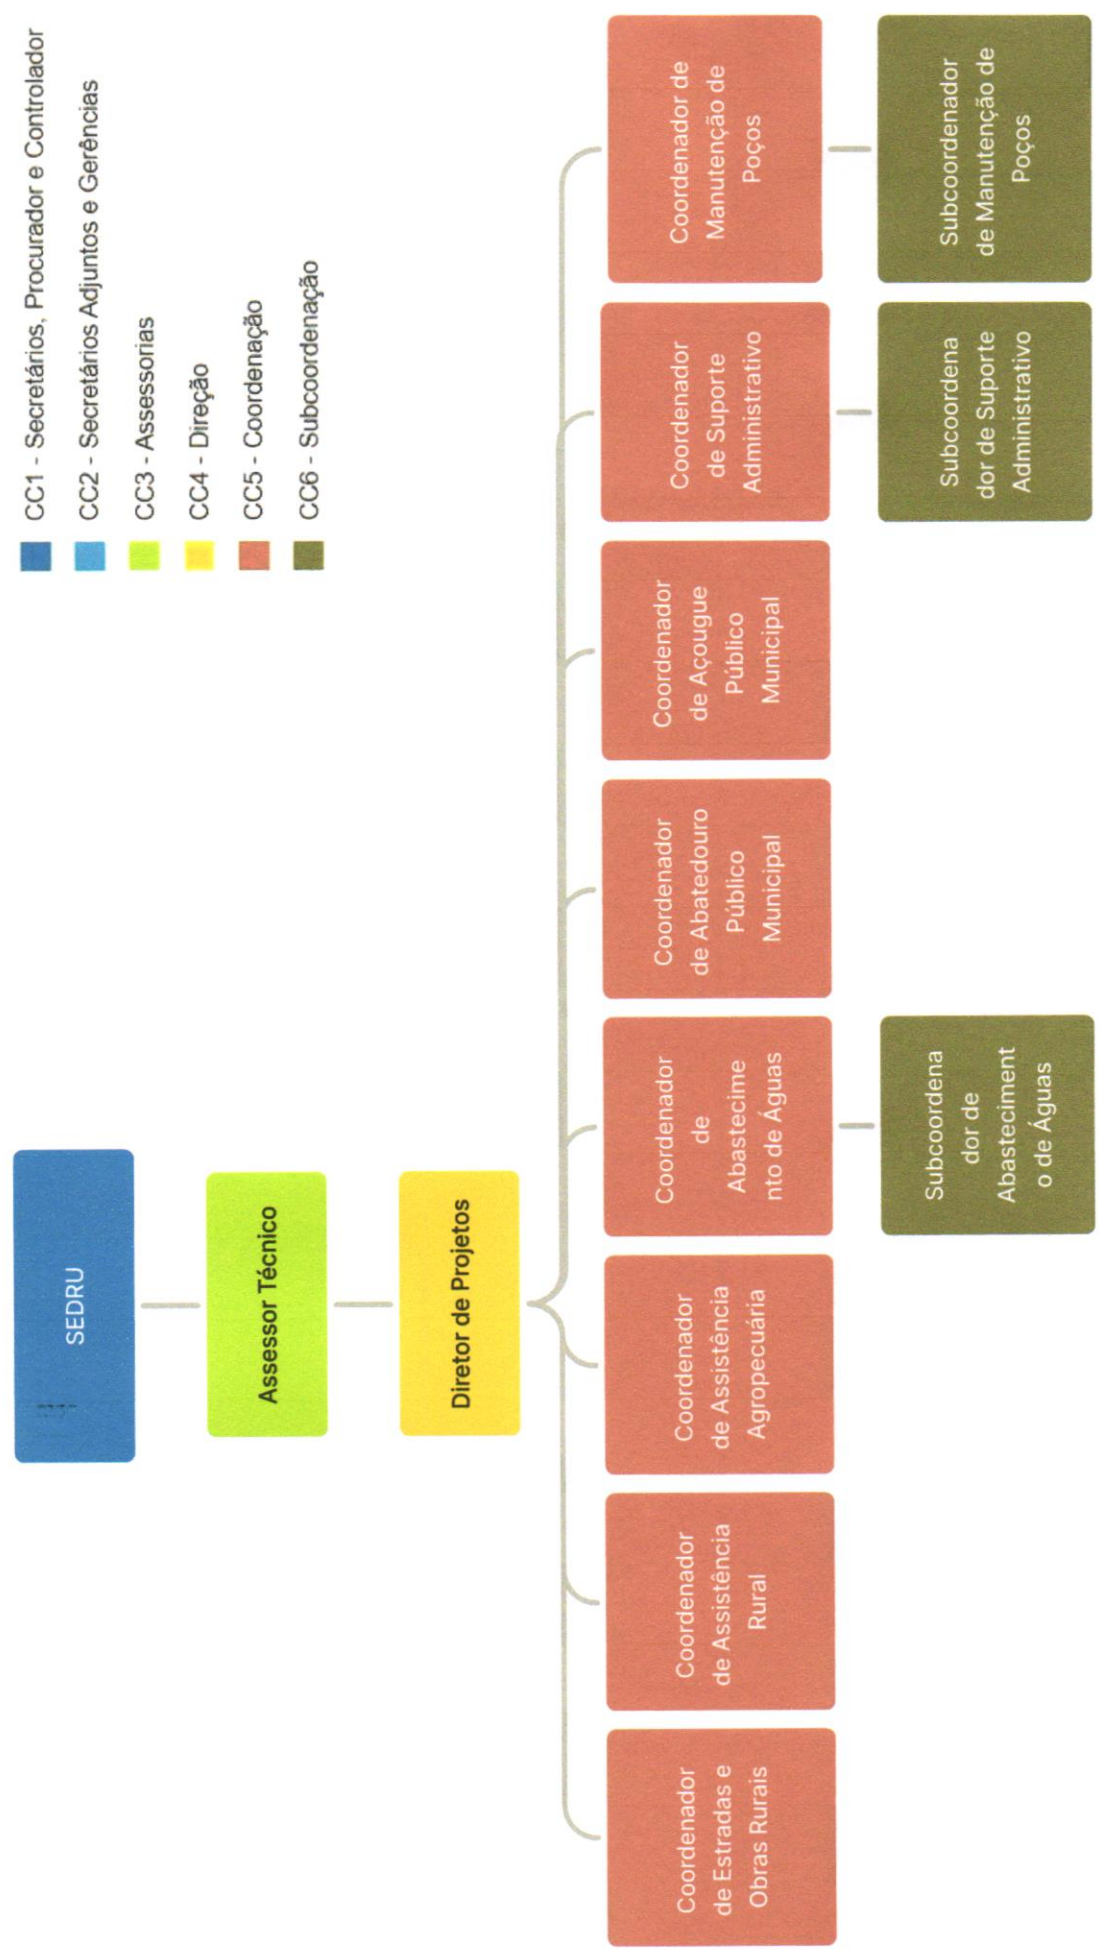 CC1 - Secretários, Procurador e Controlador
CC2 - Secretários Adjuntos e Gerências
CC3 - Assessorias
CC4 - Direção
CC5 - Coordenação
CC6 - Subcoordenação
SEDRU
Assessor Técnico
Diretor de Projetos
Coordenador
de Estradas e
Obras Rurais
Coordenador
de Assistência
Rural
Coordenador
de Assistência
Agropecuária
Coordenador
de
Abastecime
nto de Águas
Coordenador
de Abatedouro
Público
Municipal
Coordenador
de Açougue
Público
Municipal
Coordenador
de Suporte
Administrativo
Coordenador de
Manutenção de
Poços
Subcoordena
dor de
Abasteciment
o de Águas
Subcoordena
dor de Suporte
Administrativo
Subcoordenador
de Manutenção de
Poços